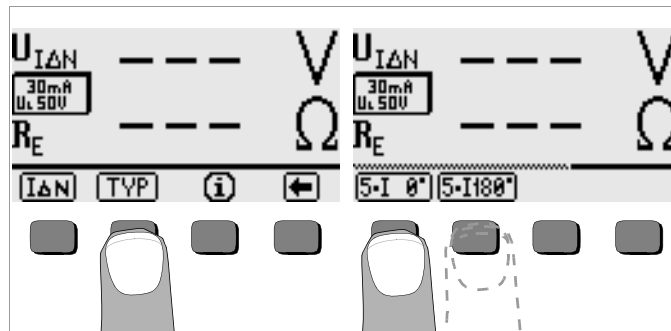 UIΔN – – – V
30mA
UL 50V
RE – – – Ω
IΔN TYP i ←
UIΔN – – – V
30mA
UL 50V
RE – – – Ω
5•I 0° 5•I180°